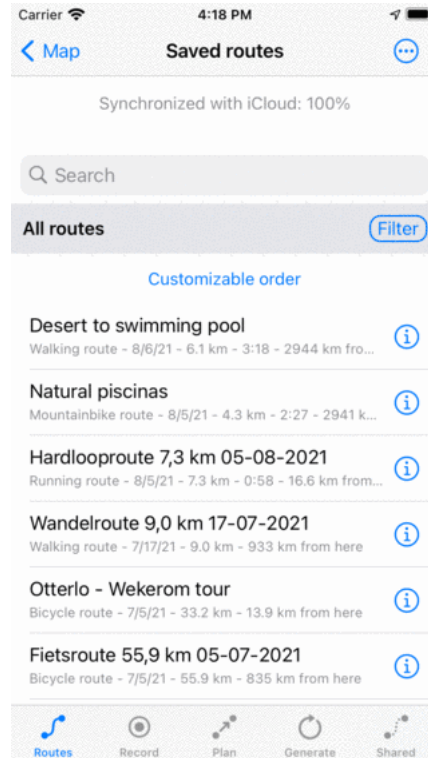 Carrier 4:18 PM
Map Saved routes
Synchronized with iCloud: 100%
Search
All routes Filter
Customizable order
Desert to swimming pool
Walking route - 8/6/21 - 6.1 km - 3:18 - 2944 km fro...
Natural piscinas
Mountainbike route - 8/5/21 - 4.3 km - 2:27 - 2941 k...
Hardlooproute 7,3 km 05-08-2021
Running route - 8/5/21 - 7.3 km - 0:58 - 16.6 km from...
Wandelroute 9,0 km 17-07-2021
Walking route - 7/17/21 - 9.0 km - 933 km from here
Otterlo - Wekerom tour
Bicycle route - 7/5/21 - 33.2 km - 13.9 km from here
Fietsroute 55,9 km 05-07-2021
Bicycle route - 7/5/21 - 55.9 km - 835 km from here
Routes Record Plan Generate Shared